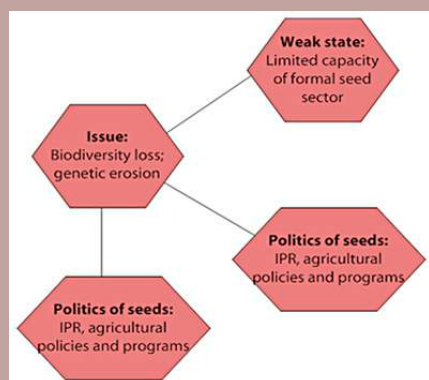 Weak state:
Limited capacity
of formal seed
sector
Issue:
Biodiversity loss;
genetic erosion
Politics of seeds:
IPR, agricultural
policies and programs
Politics of seeds:
IPR, agricultural
policies and programs